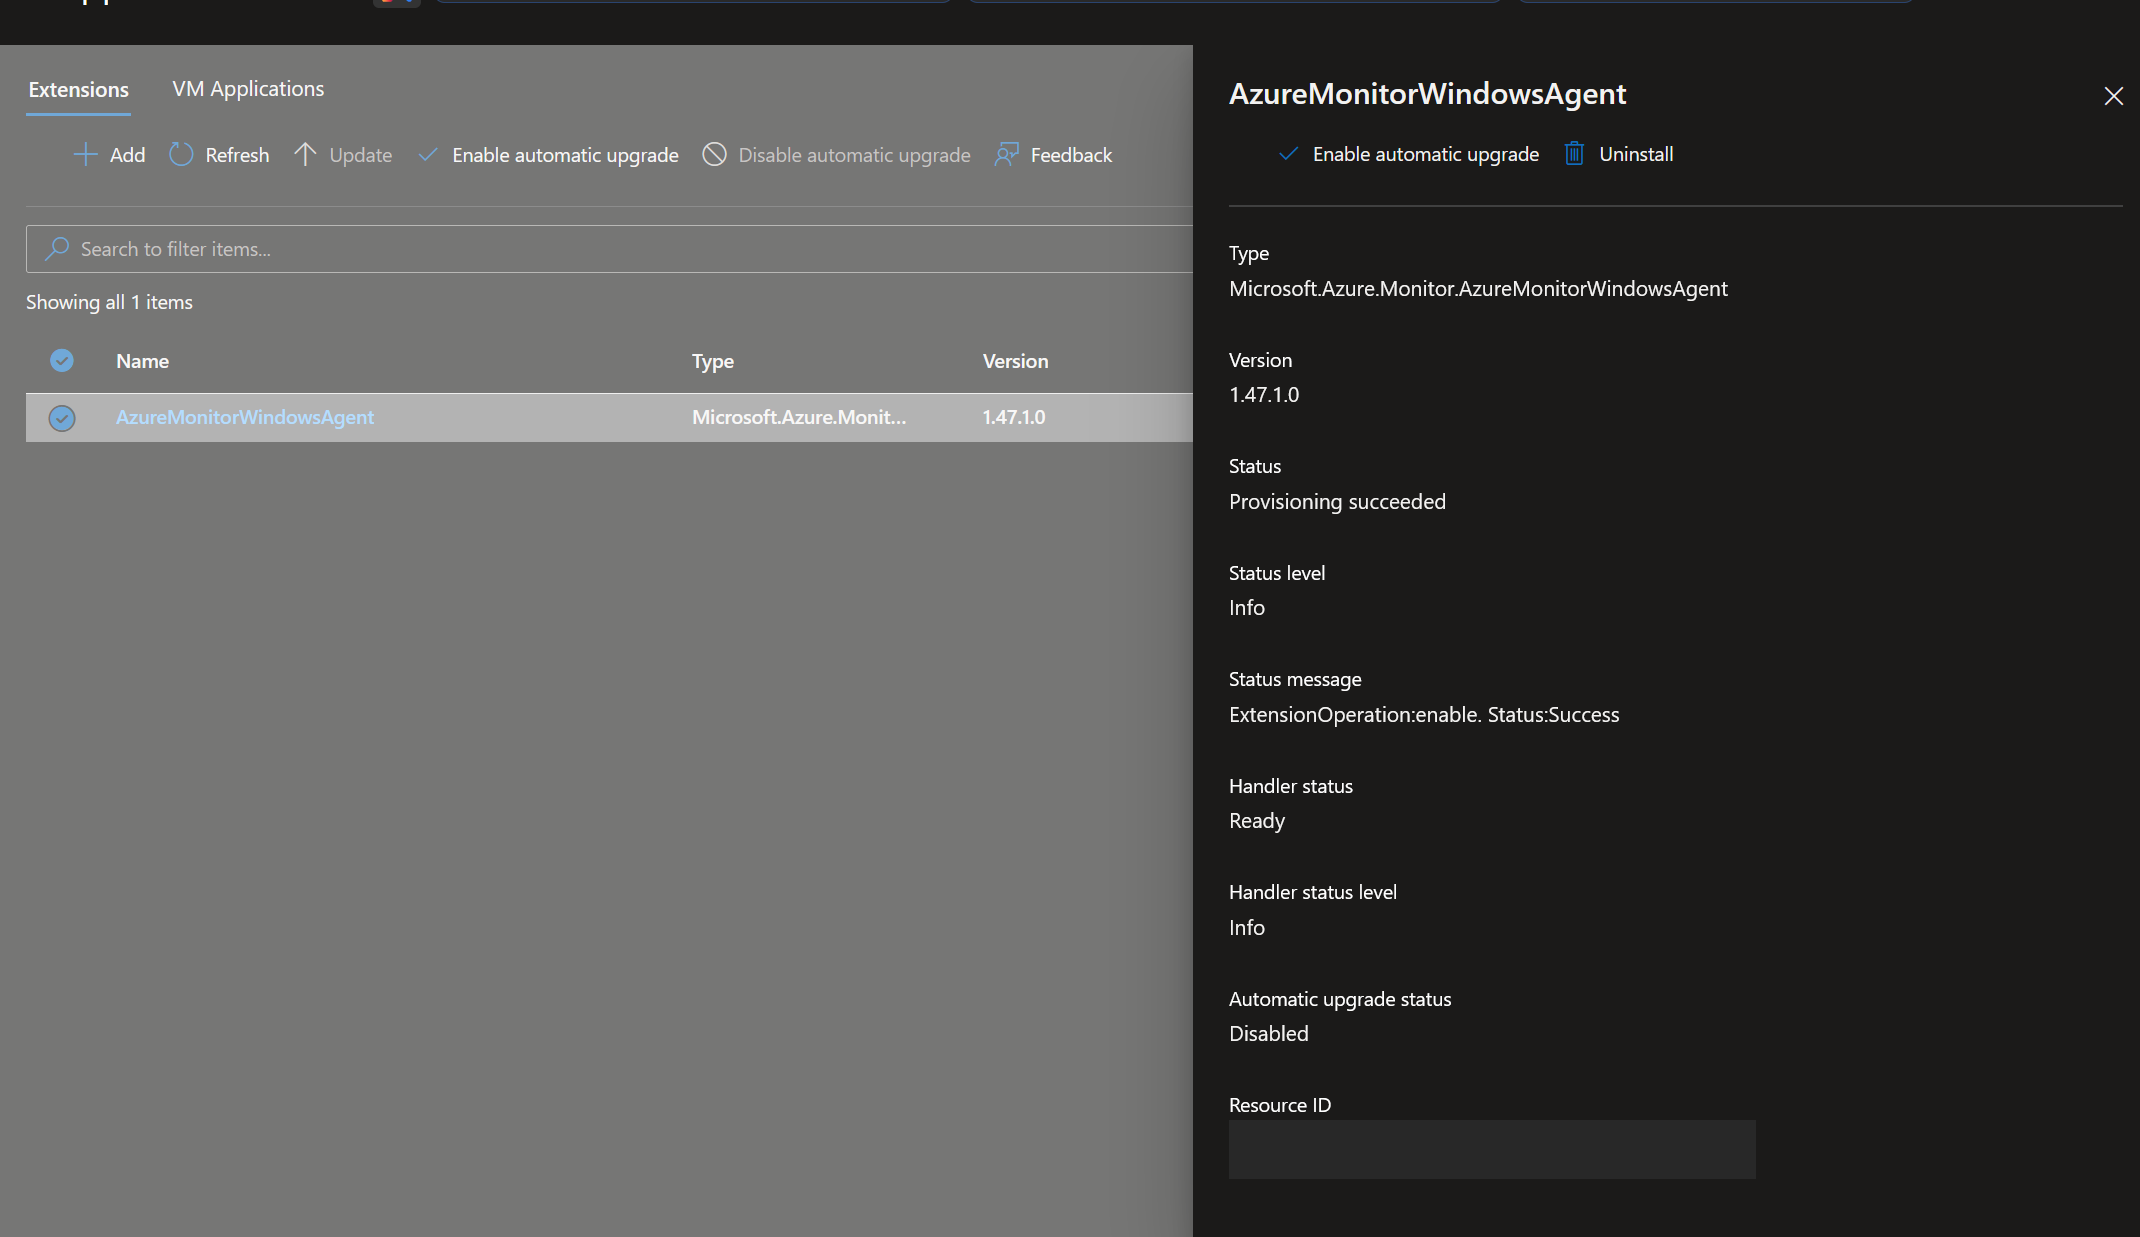 Extensions VM Applications
Add Refresh Update Enable automatic upgrade Disable automatic upgrade Feedback
Search to filter items...
Showing all 1 items
Name Type Version
AzureMonitorWindowsAgent Microsoft.Azure.Monit... 1.47.1.0
AzureMonitorWindowsAgent
Enable automatic upgrade Uninstall
Type
Microsoft.Azure.Monitor.AzureMonitorWindowsAgent
Version
1.47.1.0
Status
Provisioning succeeded
Status level
Info
Status message
ExtensionOperation:enable. Status:Success
Handler status
Ready
Handler status level
Info
Automatic upgrade status
Disabled
Resource ID